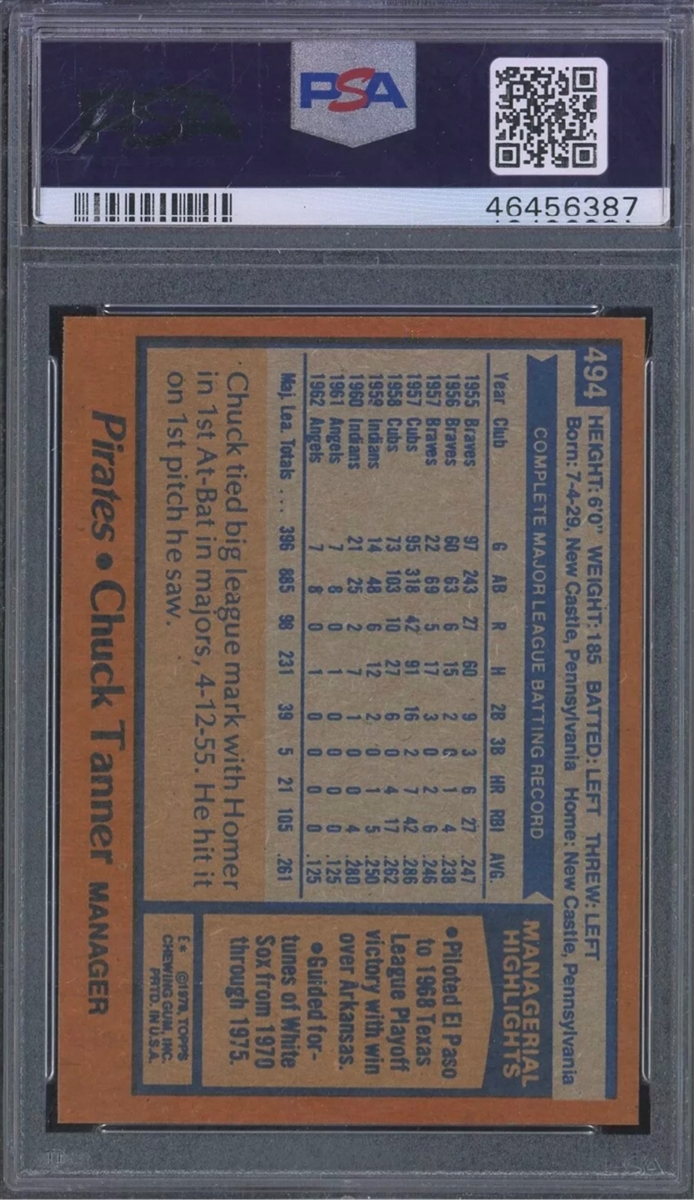 PSA
46456387
494
HEIGHT: 6'0" WEIGHT: 185 BATTED: LEFT THREW: LEFT
Born: 7-4-29, New Castle, Pennsylvania Home: New Castle, Pennsylvania
COMPLETE MAJOR LEAGUE BATTING RECORD
Year Club G AB R H 2B 3B HR RBI AVG.
1955 Braves 97 243 27 60 9 3 6 27 .247
1956 Braves 60 63 6 15 2 0 1 4 .238
1957 Braves 22 69 5 17 3 0 2 6 .246
1957 Cubs 95 318 42 91 16 2 7 42 .286
1958 Cubs 73 103 10 27 6 0 4 17 .262
1959 Indians 14 48 6 12 2 0 1 5 .250
1960 Indians 21 25 2 7 1 0 0 4 .280
1961 Angels 7 8 0 1 0 0 0 0 .125
1962 Angels 7 8 0 1 0 0 0 0 .125
Maj. Lea. Totals ... 396 885 98 231 39 5 21 105 .261
Chuck tied big league mark with Homer
in 1st At-Bat in majors, 4-12-55. He hit it
on 1st pitch he saw.
MANAGERIAL
HIGHLIGHTS
•Piloted El Paso
to 1968 Texas
League Playoff
victory with win
over Arkansas.
•Guided for-
tunes of White
Sox from 1970
through 1975.
E* ©1978, TOPPS
CHEWING GUM, INC.
PRTD. IN U.S.A.
Pirates • Chuck Tanner MANAGER